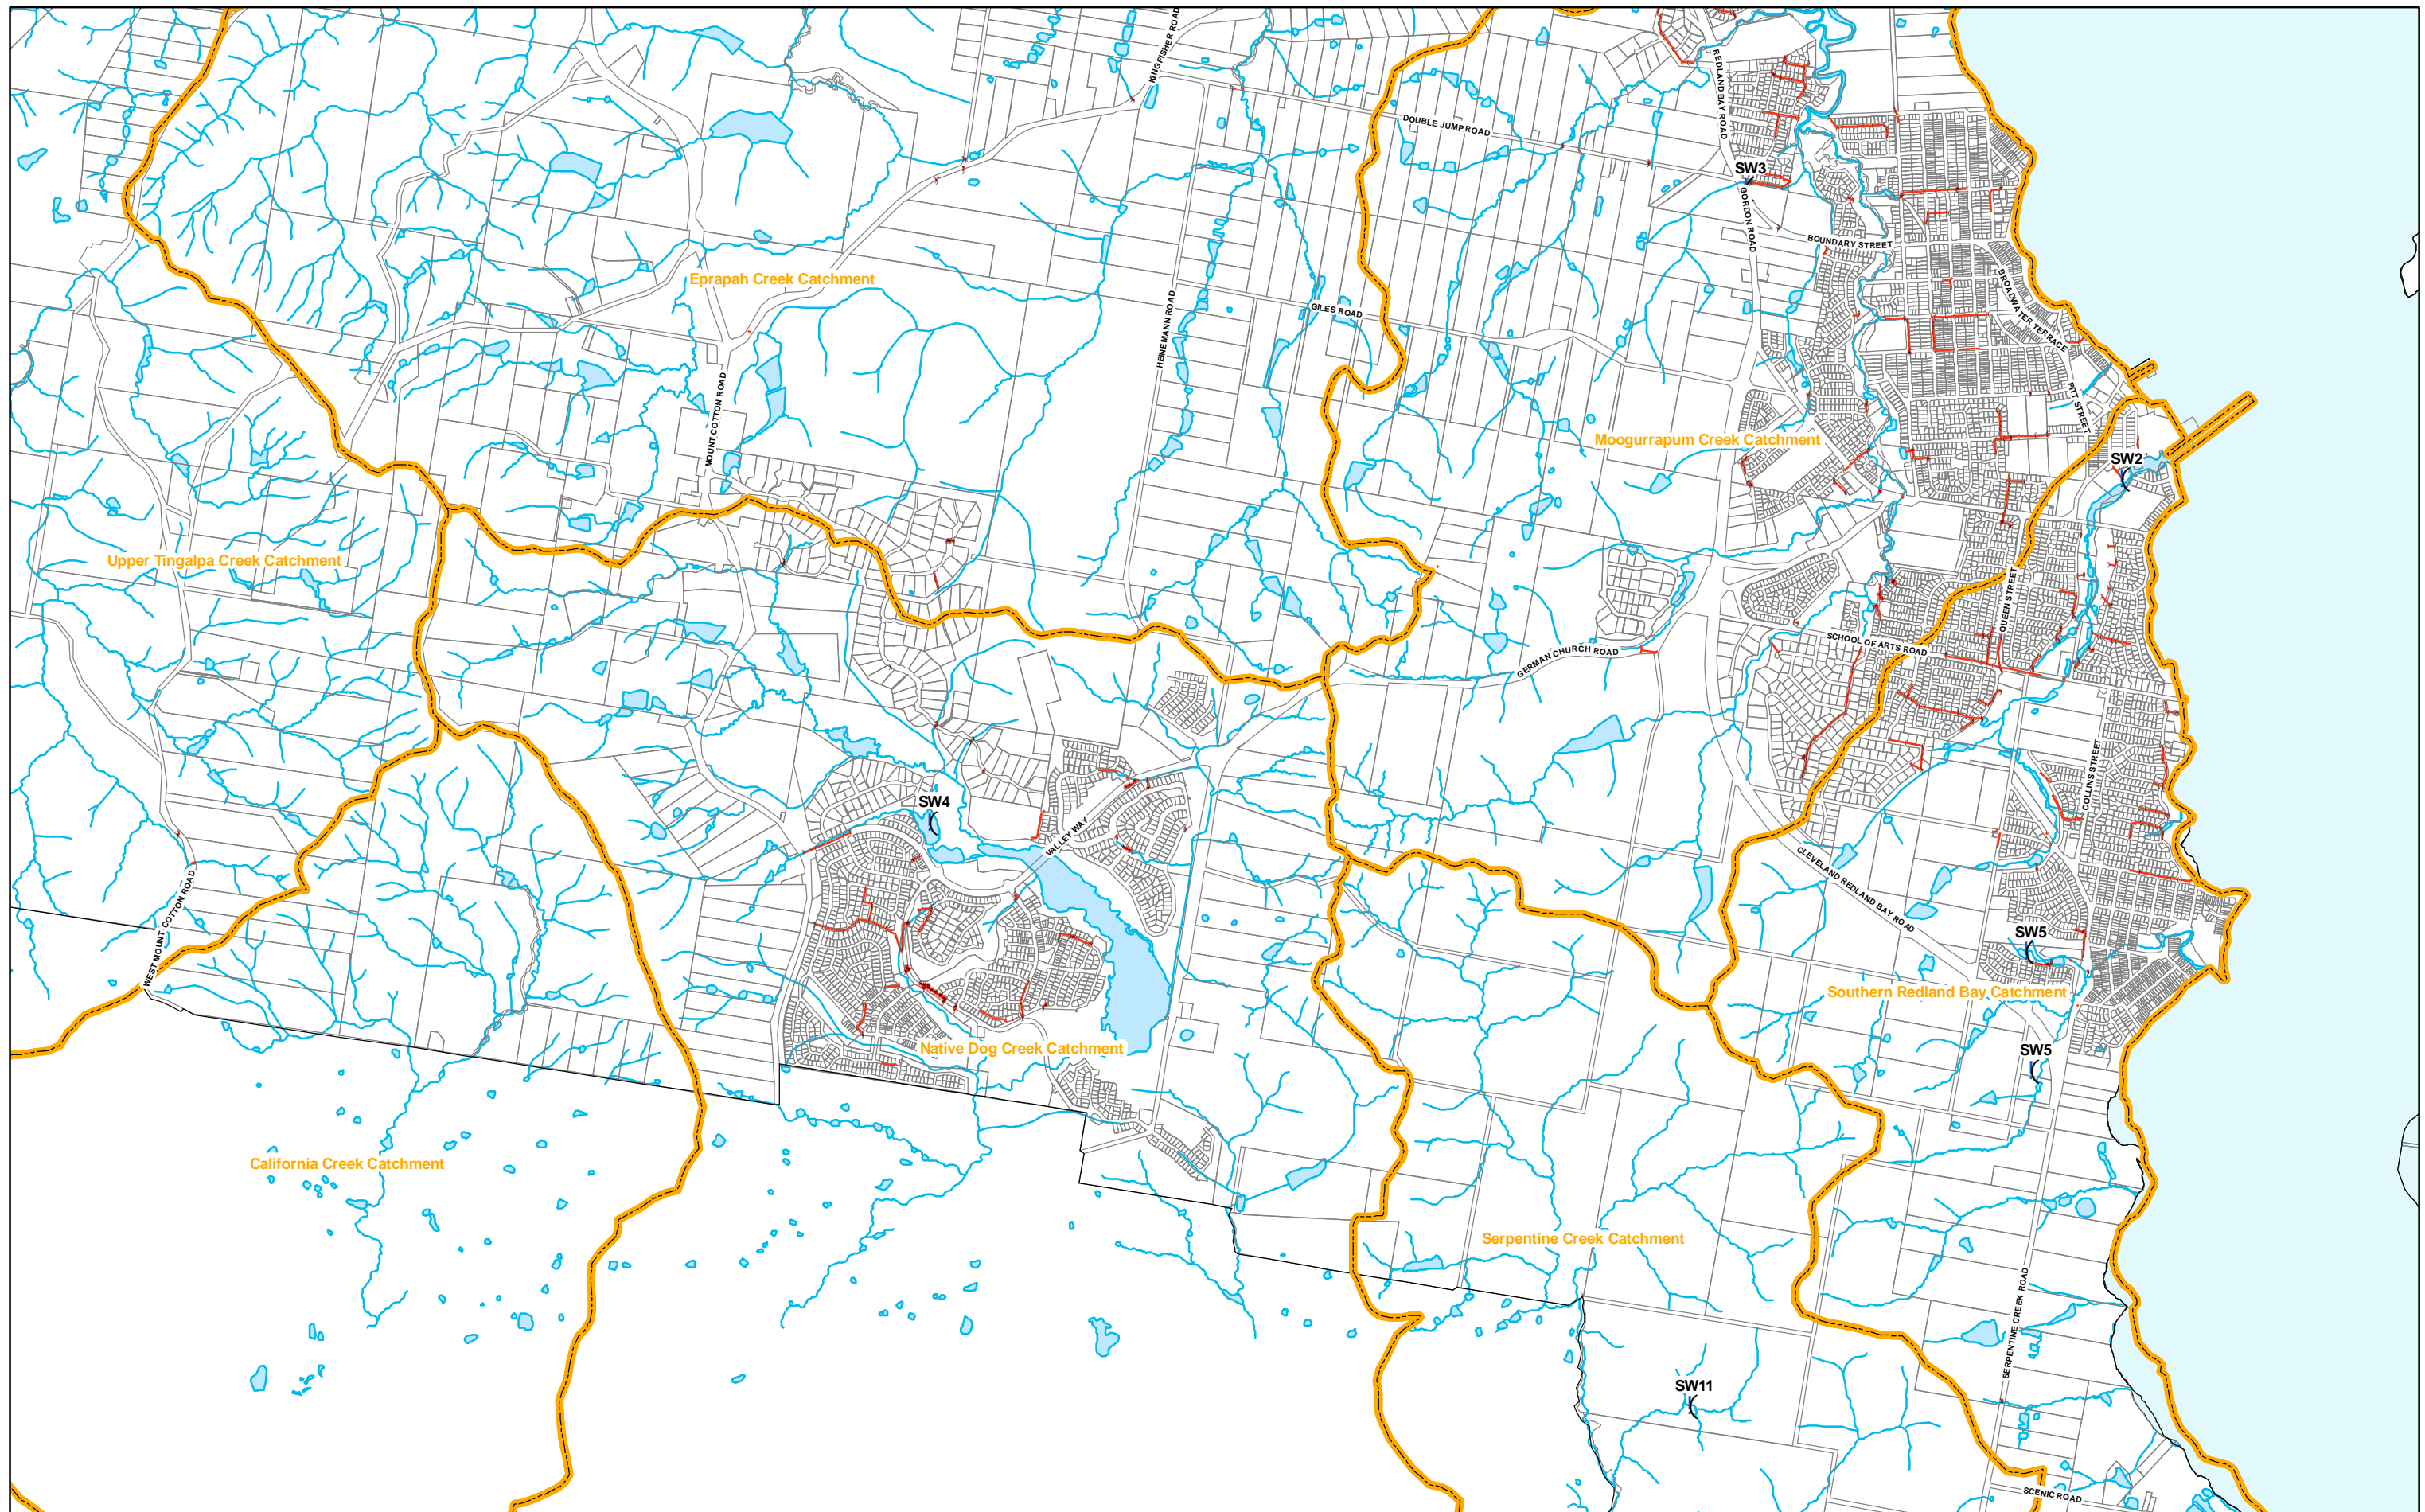 KINGFISHER ROAD
REDLAND BAY ROAD
DOUBLE JUMP ROAD
SW3
GORDON ROAD
BOUNDARY STREET
Eprapah Creek Catchment
BROADWATER TERRACE
HEINEMANN ROAD
GILES ROAD
MOUNT COTTON ROAD
PITT STREET
Moogurrapum Creek Catchment
SW2
Upper Tingalpa Creek Catchment
QUEEN STREET
SCHOOL OF ARTS ROAD
GERMAN CHURCH ROAD
COLLINS STREET
SW4
VALLEY WAY
CLEVELAND REDLAND BAY ROAD
WEST MOUNT COTTON ROAD
SW5
Southern Redland Bay Catchment
Native Dog Creek Catchment
SW5
California Creek Catchment
Serpentine Creek Catchment
SERPENTINE CREEK ROAD
SW11
SCENIC ROAD